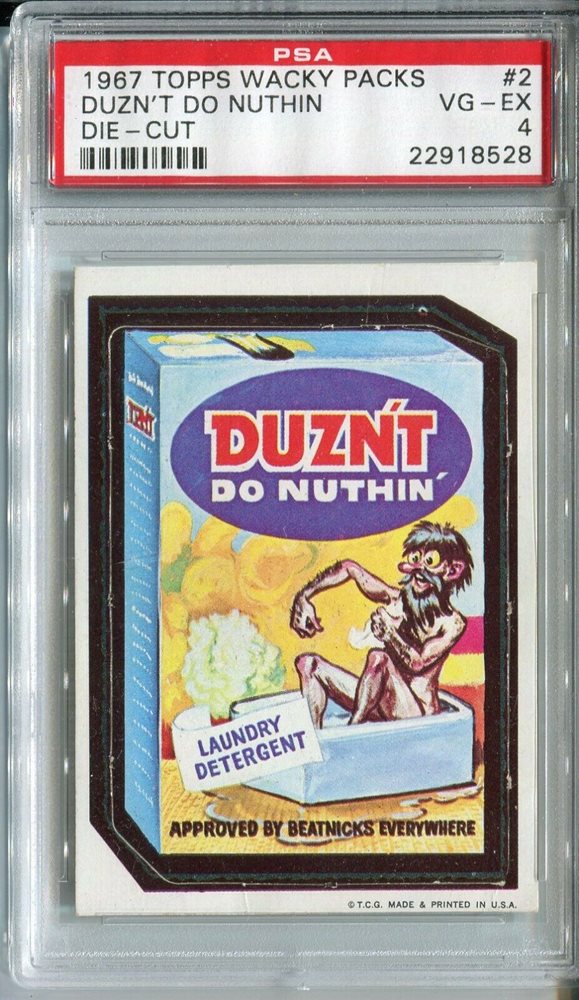 PSA
1967 TOPPS WACKY PACKS #2
DUZN'T DO NUTHIN VG-EX
DIE-CUT 4
22918528
DUZN'T
DO NUTHIN'
LAUNDRY
DETERGENT
APPROVED BY BEATNICKS EVERYWHERE
© T.C.G. MADE & PRINTED IN U.S.A.